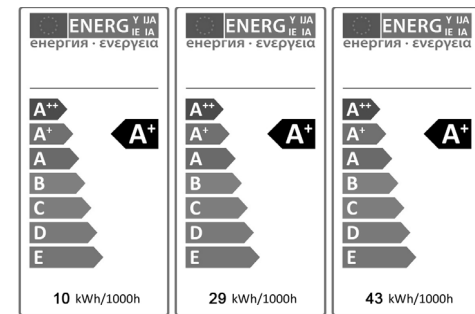 ENERG Y IJA
IE IA
енергия · ενεργεια
A++
A+
A+
A
B
C
D
E
10 kWh/1000h
ENERG Y IJA
IE IA
енергия · ενεργεια
A++
A+
A+
A
B
C
D
E
29 kWh/1000h
ENERG Y IJA
IE IA
енергия · ενεργεια
A++
A+
A+
A
B
C
D
E
43 kWh/1000h